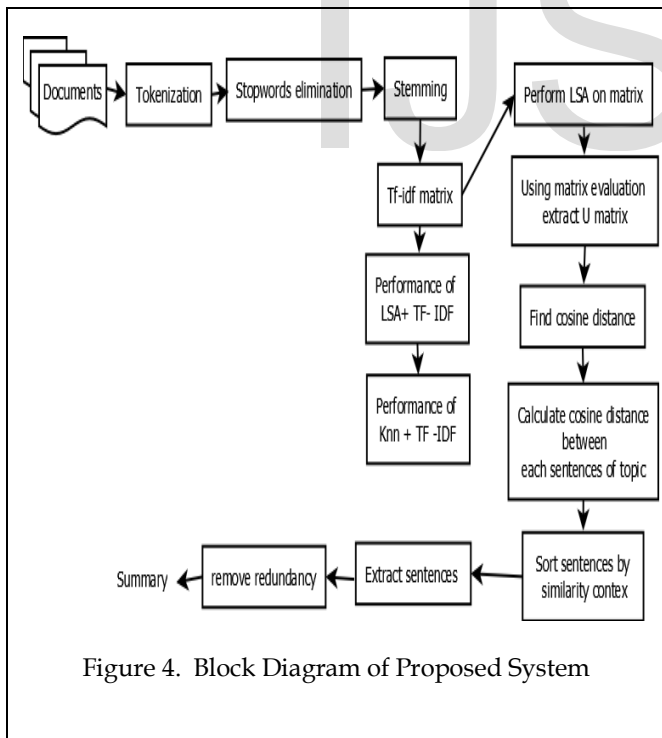 IJS
Documents
Tokenization
Stopwords elimination
Stemming
Tf-idf matrix
Performance of
LSA+ TF- IDF
Performance of
Knn + TF -IDF
Perform LSA on matrix
Using matrix evaluation
extract U matrix
Find cosine distance
Calculate cosine distance
between
each sentences of topic
Sort sentences by
similarity contex
Extract sentences
remove redundancy
Summary
Figure 4. Block Diagram of Proposed System